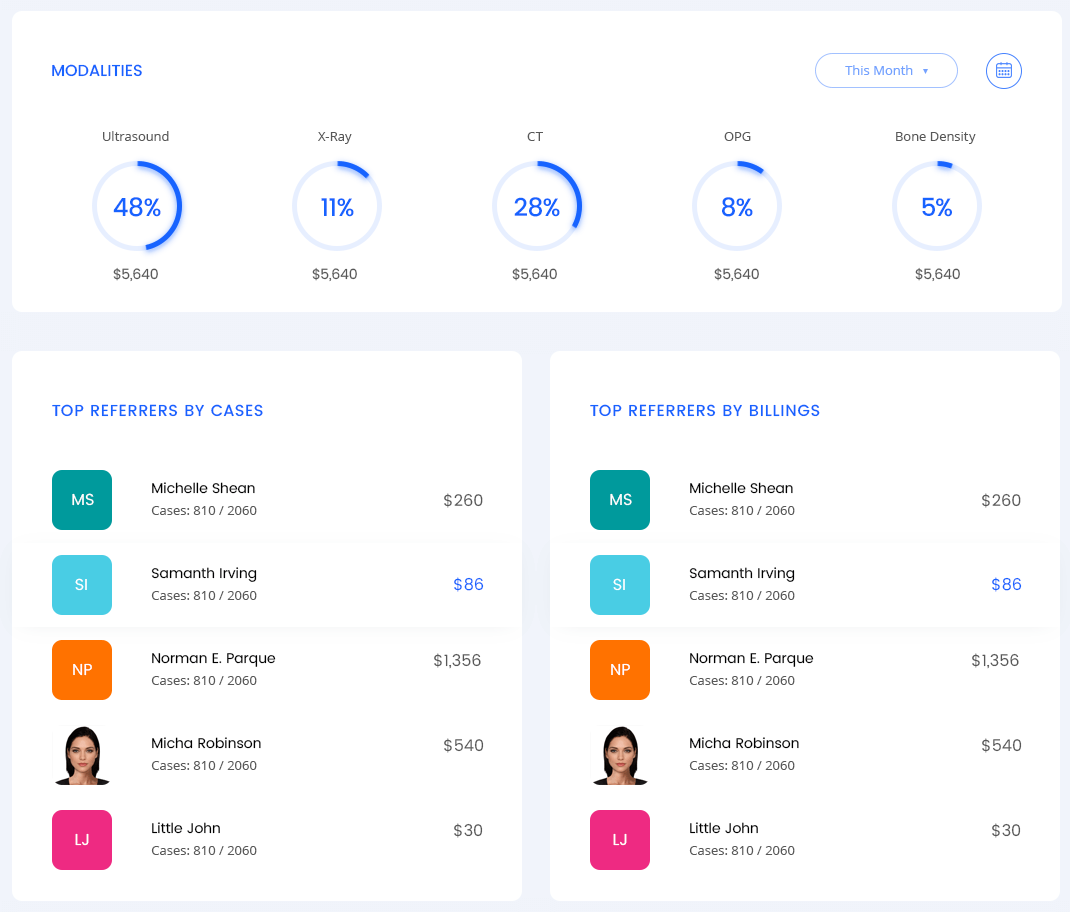 MODALITIES
This Month ▾
Ultrasound
X-Ray
CT
OPG
Bone Density
48%
11%
28%
8%
5%
$5,640
$5,640
$5,640
$5,640
$5,640
TOP REFERRERS BY CASES
MS
Michelle Shean
$260
Cases: 810 / 2060
SI
Samanth Irving
$86
Cases: 810 / 2060
NP
Norman E. Parque
$1,356
Cases: 810 / 2060
Micha Robinson
$540
Cases: 810 / 2060
LJ
Little John
$30
Cases: 810 / 2060
TOP REFERRERS BY BILLINGS
MS
Michelle Shean
$260
Cases: 810 / 2060
SI
Samanth Irving
$86
Cases: 810 / 2060
NP
Norman E. Parque
$1,356
Cases: 810 / 2060
Micha Robinson
$540
Cases: 810 / 2060
LJ
Little John
$30
Cases: 810 / 2060